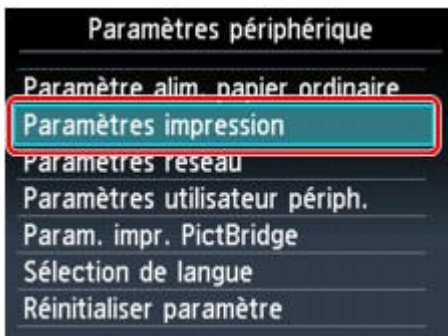 Paramètres périphérique
Paramètre alim. papier ordinaire
Paramètres impression
Paramètres réseau
Paramètres utilisateur périph.
Param. impr. PictBridge
Sélection de langue
Réinitialiser paramètre